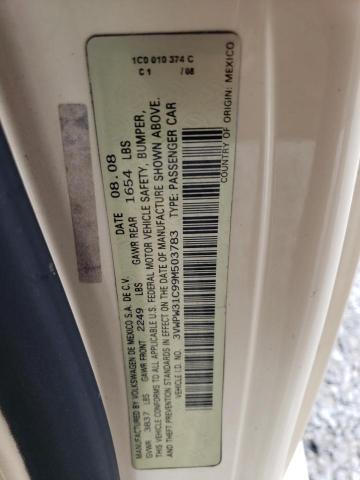 1C0 010 374 C
C 1 / 08
MANUFACTURED BY VOLKSWAGEN DE MEXICO S.A. DE C.V. DATE 08.08
GVWR 3837 LBS GAWR FRONT 2249 LBS GAWR REAR 1654 LBS
THIS VEHICLE CONFORMS TO ALL APPLICABLE U.S. FEDERAL MOTOR VEHICLE SAFETY, BUMPER,
AND THEFT PREVENTION STANDARDS IN EFFECT ON THE DATE OF MANUFACTURE SHOWN ABOVE.
VEHICLE I.D. NO.: 3VWPW31C99M503783 TYPE: PASSENGER CAR
COUNTRY OF ORIGIN: MEXICO